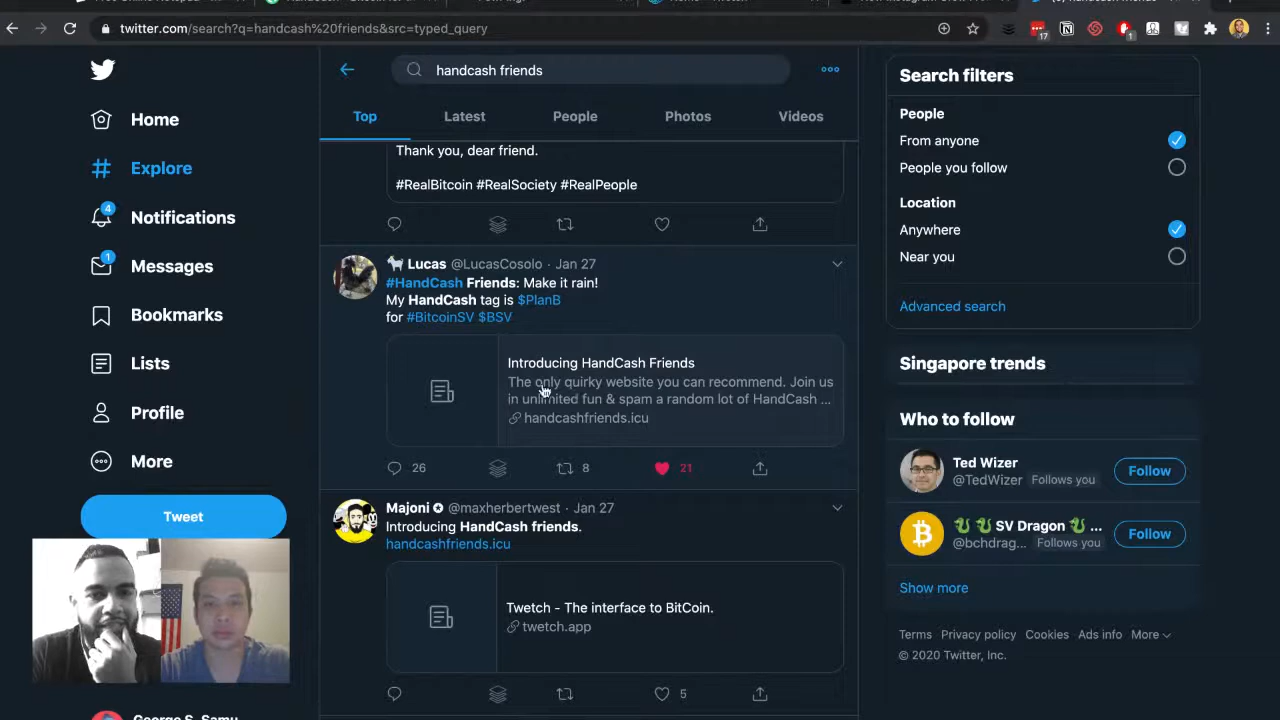 twitter.com/search?q=handcash%20friends&src=typed_query
17
1
Home
Explore
4
Notifications
1
Messages
Bookmarks
Lists
Profile
More
Tweet
handcash friends
Top
Latest
People
Photos
Videos
Thank you, dear friend.
#RealBitcoin #RealSociety #RealPeople
Lucas @LucasCosolo · Jan 27
#HandCash Friends: Make it rain!
My HandCash tag is $PlanB
for #BitcoinSV $BSV
Introducing HandCash Friends
The only quirky website you can recommend. Join us
in unlimited fun & spam a random lot of HandCash ...
handcashfriends.icu
26
8
21
Majoni @maxherbertwest · Jan 27
Introducing HandCash friends.
handcashfriends.icu
Twetch - The interface to BitCoin.
twetch.app
5
Search filters
People
From anyone
People you follow
Location
Anywhere
Near you
Advanced search
Singapore trends
Who to follow
Ted Wizer
@TedWizer Follows you
Follow
SV Dragon ...
@bchdrag... Follows you
Follow
Show more
Terms Privacy policy Cookies Ads info More
© 2020 Twitter, Inc.